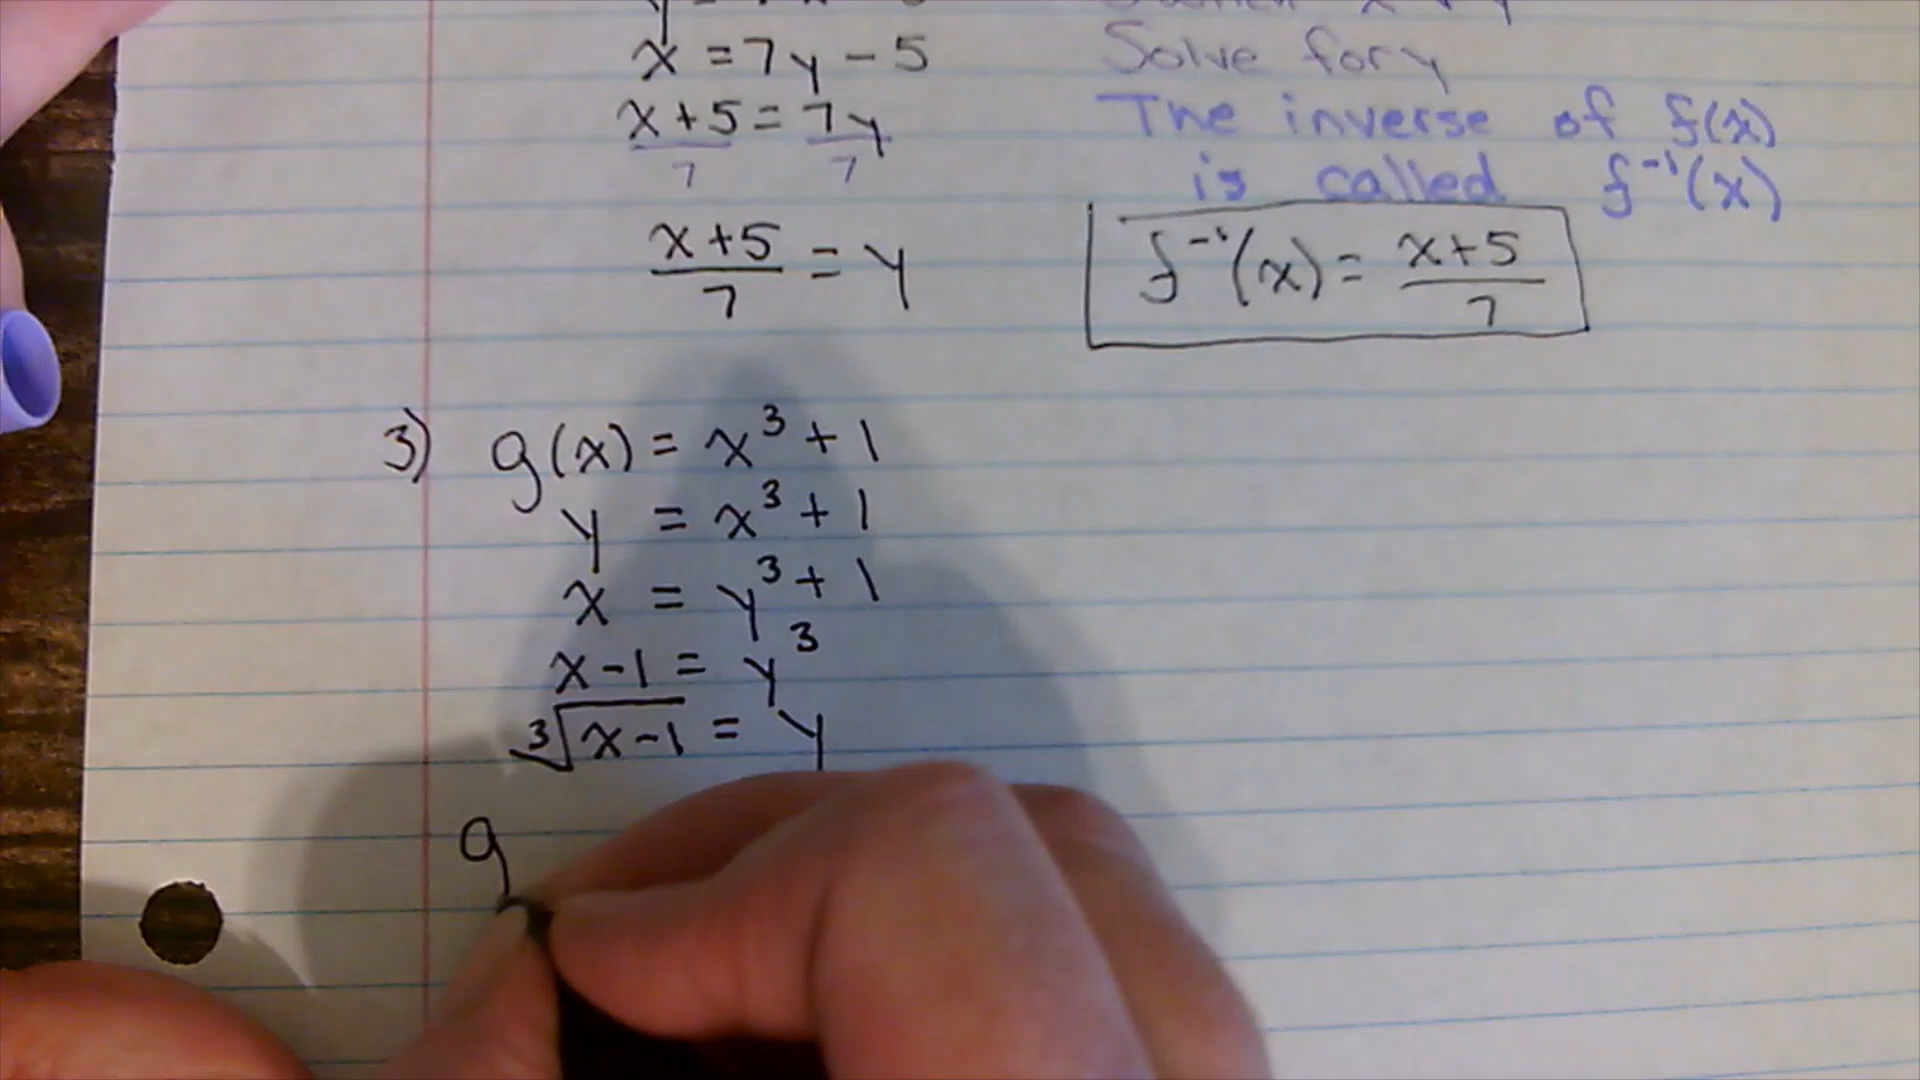 x = 7y - 5
Solve for y
x + 5 = 7y
7 7
The inverse of f(x)
is called f⁻¹(x)
x + 5
7
= y
f⁻¹(x) = x + 5
7
3) g(x) = x³ + 1
y = x³ + 1
x = y³ + 1
x - 1 = y³
∛x - 1 = y
g